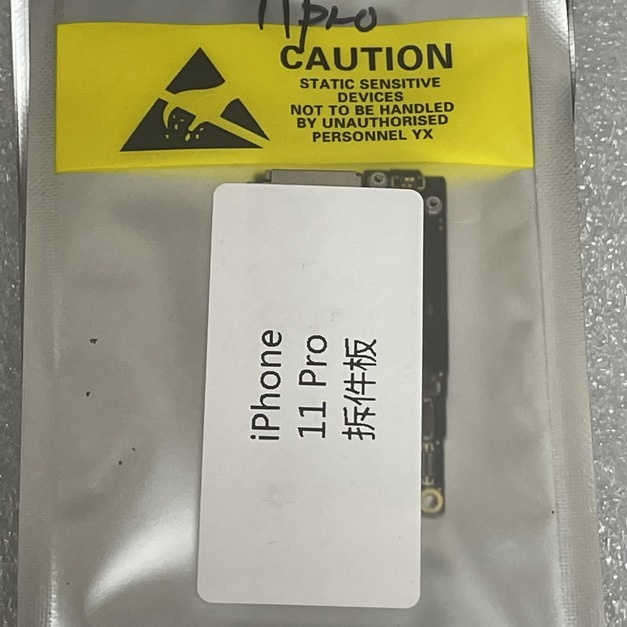 11pro
CAUTION
STATIC SENSITIVE
DEVICES
NOT TO BE HANDLED
BY UNAUTHORISED
PERSONNEL YX
iPhone
11 Pro
拆件板